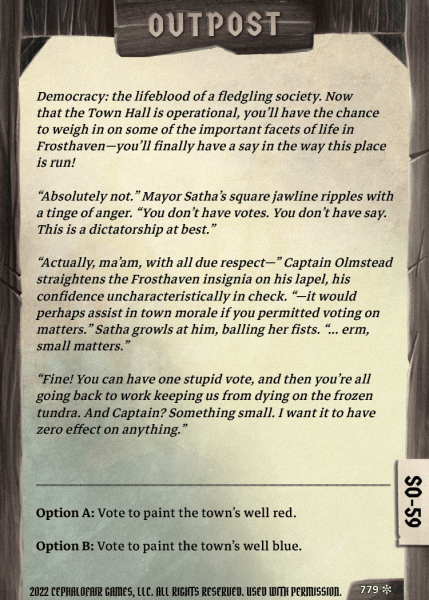 OUTPOST
Democracy: the lifeblood of a fledgling society. Now
that the Town Hall is operational, you’ll have the chance
to weigh in on some of the important facets of life in
Frosthaven—you’ll finally have a say in the way this place
is run!
“Absolutely not.” Mayor Satha’s square jawline ripples with
a tinge of anger. “You don’t have votes. You don’t have say.
This is a dictatorship at best.”
“Actually, ma’am, with all due respect—” Captain Olmstead
straightens the Frosthaven insignia on his lapel, his
confidence uncharacteristically in check. “—it would
perhaps assist in town morale if you permitted voting on
matters.” Satha growls at him, balling her fists. “... erm,
small matters.”
“Fine! You can have one stupid vote, and then you’re all
going back to work keeping us from dying on the frozen
tundra. And Captain? Something small. I want it to have
zero effect on anything.”
Option A: Vote to paint the town’s well red.
Option B: Vote to paint the town’s well blue.
SO-59
2022 CEPHALOFAIR GAMES, LLC. ALL RIGHTS RESERVED. USED WITH PERMISSION.
779